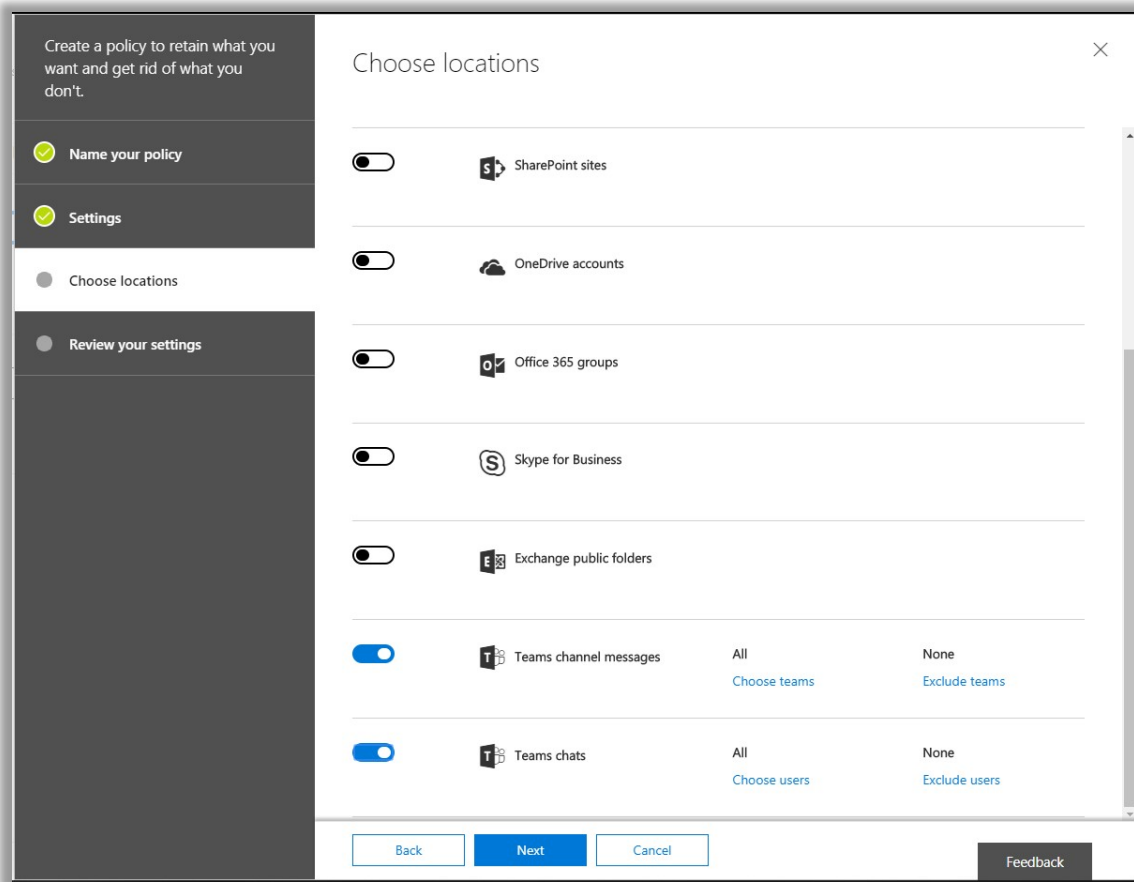 Create a policy to retain what you
want and get rid of what you
don't.
Name your policy
Settings
Choose locations
Review your settings
Choose locations
SharePoint sites
OneDrive accounts
Office 365 groups
Skype for Business
Exchange public folders
Teams channel messages All None
Choose teams Exclude teams
Teams chats All None
Choose users Exclude users
Back Next Cancel
Feedback